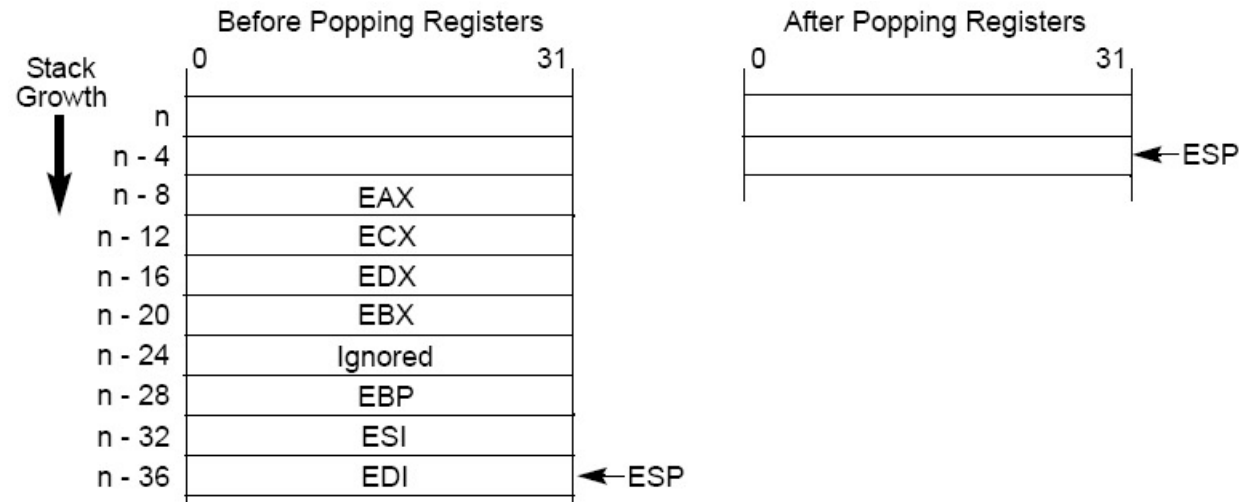 Before Popping Registers
After Popping Registers
0 31
0 31
Stack
Growth
n
n - 4
ESP
n - 8 EAX
n - 12 ECX
n - 16 EDX
n - 20 EBX
n - 24 Ignored
n - 28 EBP
n - 32 ESI
n - 36 EDI ESP